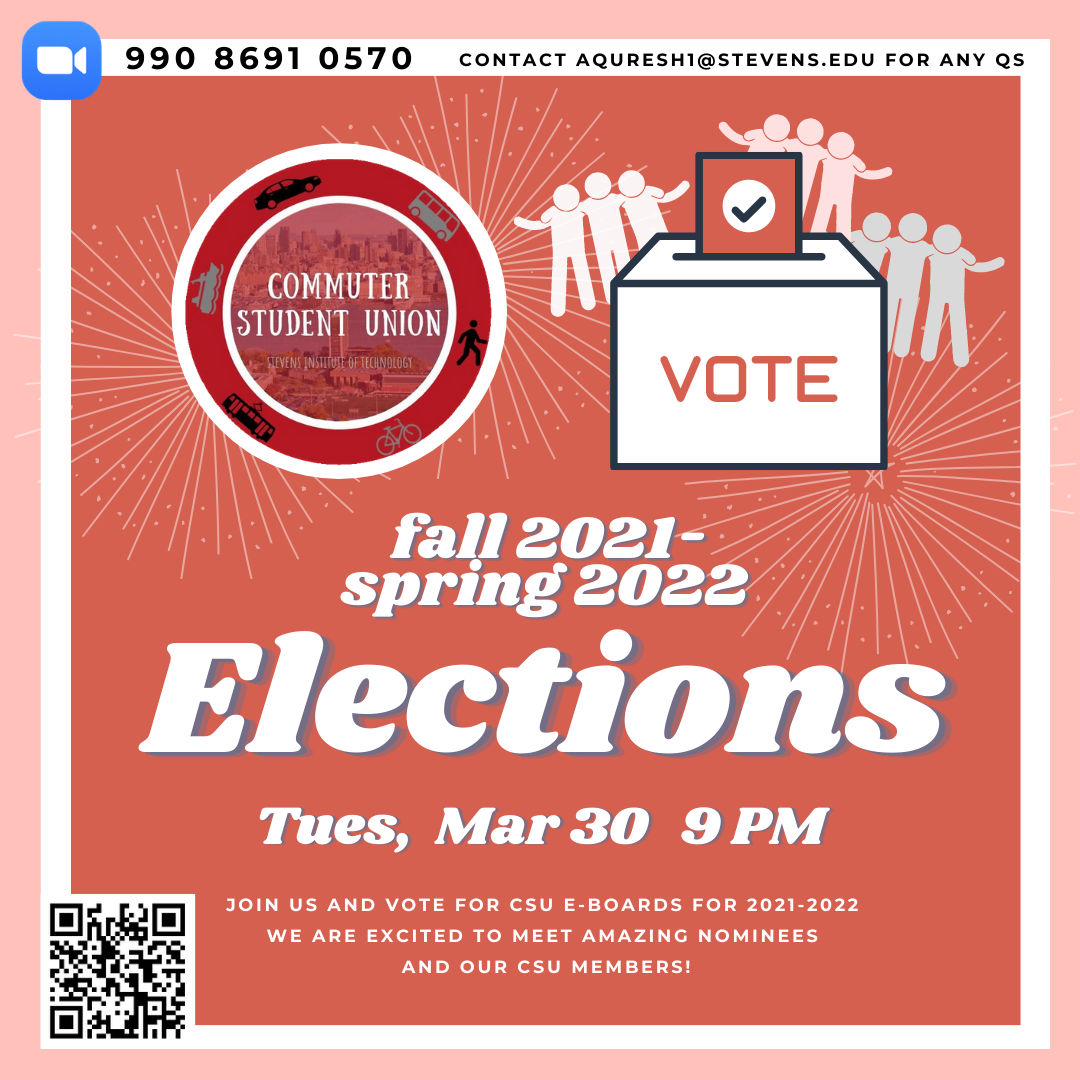 990 8691 0570
CONTACT AQURESH1@STEVENS.EDU FOR ANY QS
COMMUTER
STUDENT UNION
STEVENS INSTITUTE OF TECHNOLOGY
VOTE
fall 2021-
spring 2022
Elections
Tues, Mar 30 9 PM
JOIN US AND VOTE FOR CSU E-BOARDS FOR 2021-2022
WE ARE EXCITED TO MEET AMAZING NOMINEES
AND OUR CSU MEMBERS!